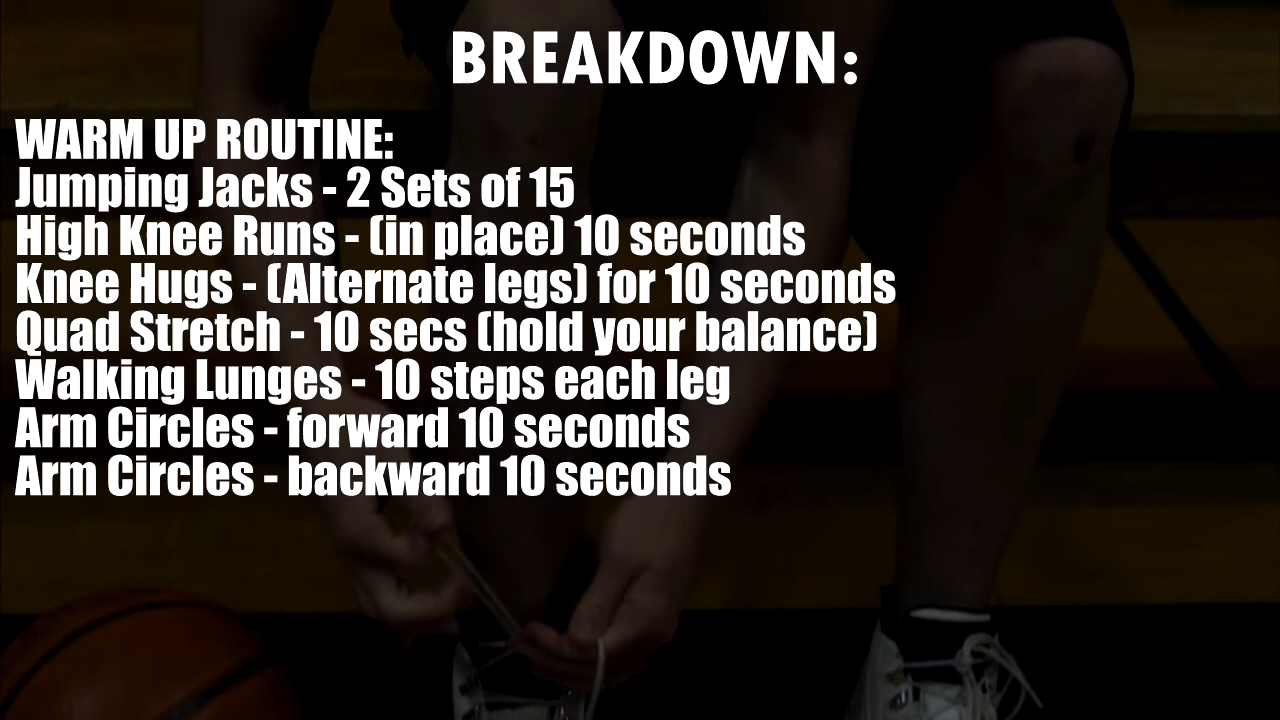 BREAKDOWN:
WARM UP ROUTINE:
Jumping Jacks - 2 Sets of 15
High Knee Runs - (in place) 10 seconds
Knee Hugs - (Alternate legs) for 10 seconds
Quad Stretch - 10 secs (hold your balance)
Walking Lunges - 10 steps each leg
Arm Circles - forward 10 seconds
Arm Circles - backward 10 seconds